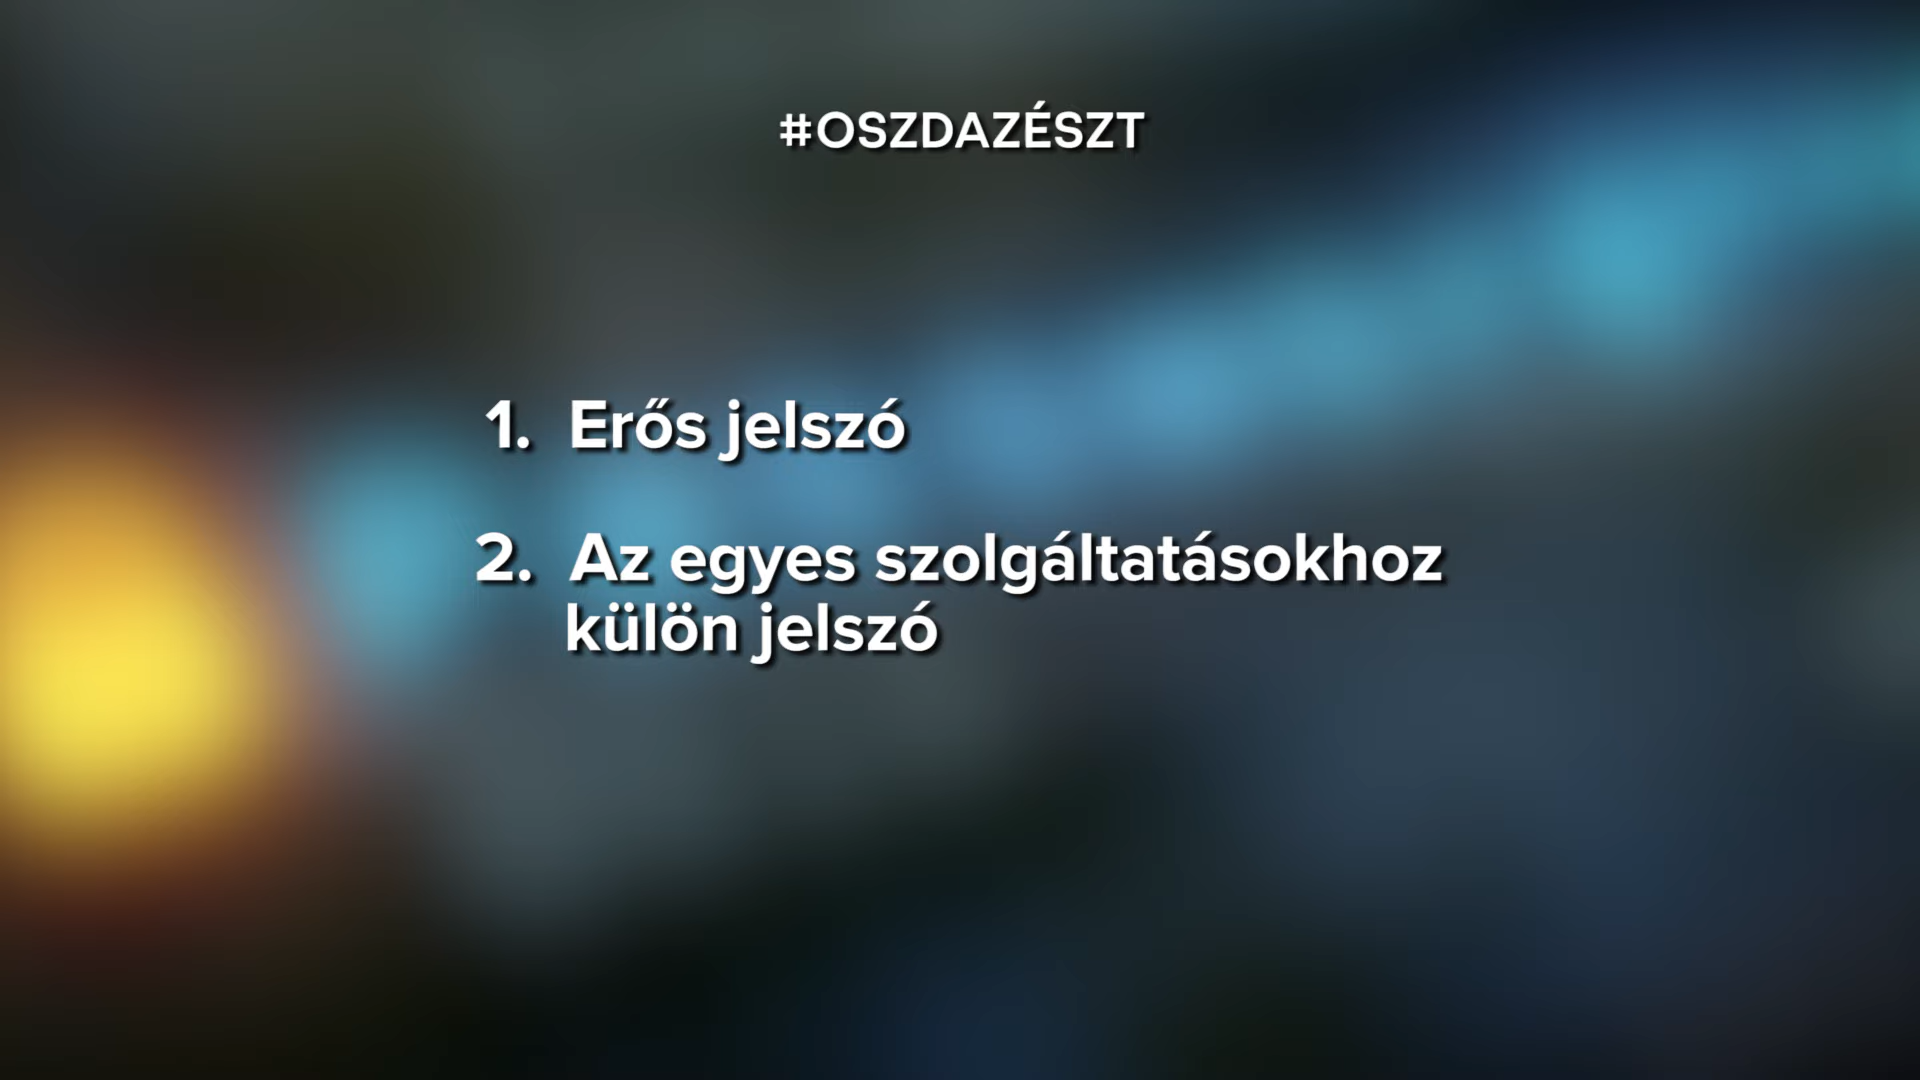 #OSZDAZÉSZT
1. Erős jelszó
2. Az egyes szolgáltatásokhoz
külön jelszó